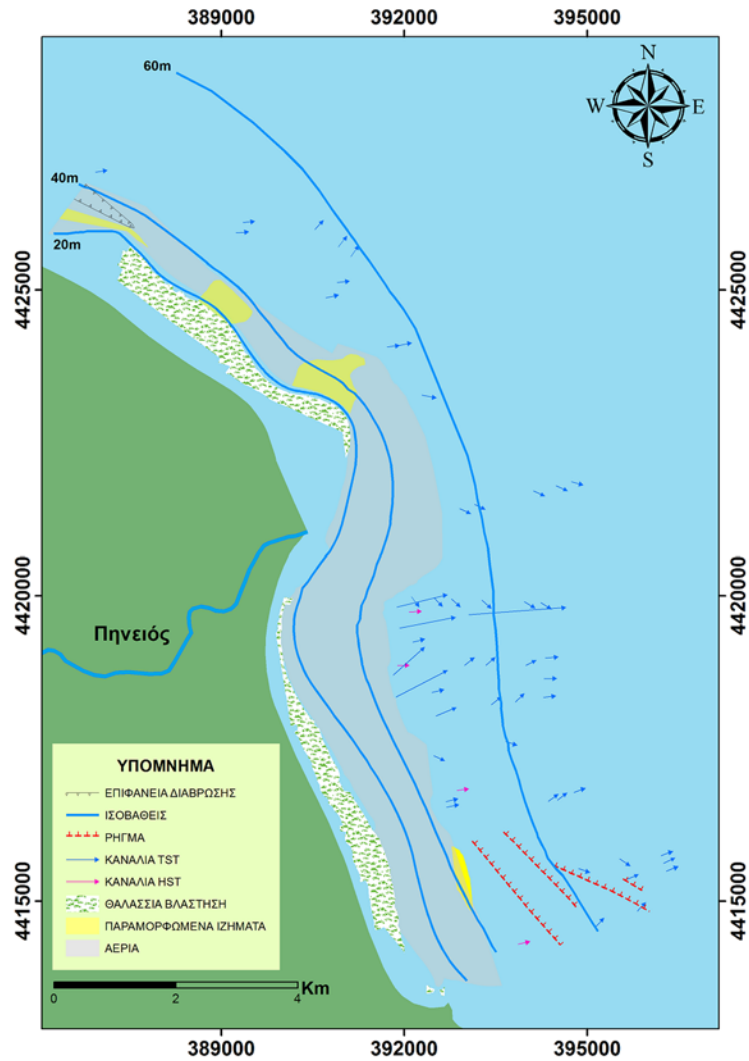 389000 392000 395000
60m
N
W E
S
40m
20m
4425000 4425000
4420000 4420000
Πηνειός
ΥΠΟΜΝΗΜΑ
ΕΠΙΦΑΝΕΙΑ ΔΙΑΒΡΩΣΗΣ
ΙΣΟΒΑΘΕΙΣ
ΡΗΓΜΑ
ΚΑΝΑΛΙΑ TST
ΚΑΝΑΛΙΑ HST
ΘΑΛΑΣΣΙΑ ΒΛΑΣΤΗΣΗ
ΠΑΡΑΜΟΡΦΩΜΕΝΑ ΙΖΗΜΑΤΑ
ΑΕΡΙΑ
4415000 4415000
Km
0 2 4
389000 392000 395000